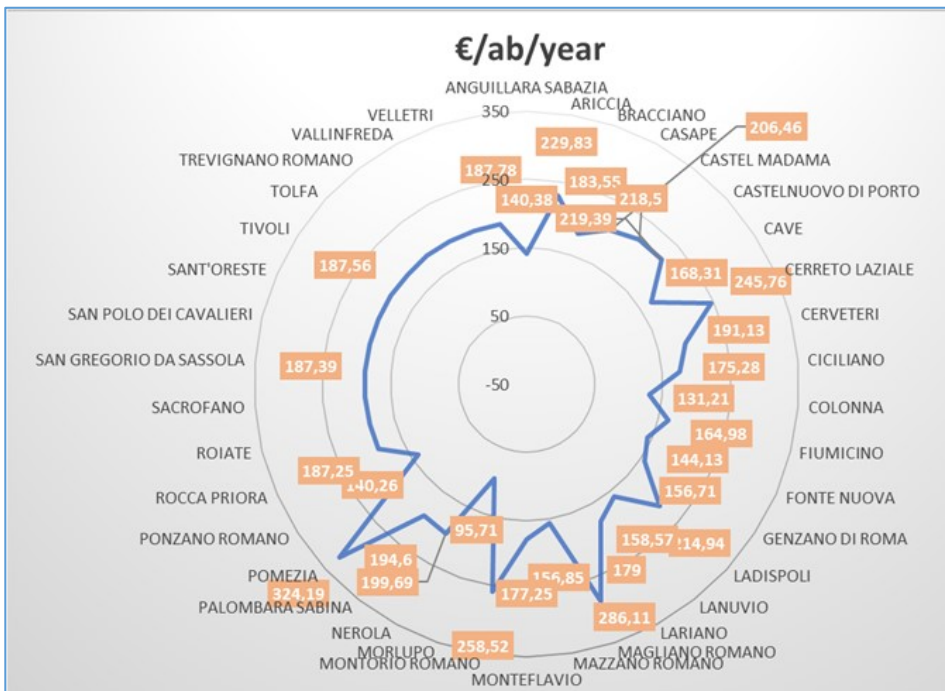 €/ab/year
ANGUILLARA SABAZIA
ARICCIA
BRACCIANO
CASAPE
CASTEL MADAMA
CASTELNUOVO DI PORTO
CAVE
CERRETO LAZIALE
CERVETERI
CICILIANO
COLONNA
FIUMICINO
FONTE NUOVA
GENZANO DI ROMA
LADISPOLI
LANUVIO
LARIANO
MAGLIANO ROMANO
MAZZANO ROMANO
MONTEFLAVIO
MONTORIO ROMANO
MORLUPO
NEROLA
PALOMBARA SABINA
POMEZIA
PONZANO ROMANO
ROCCA PRIORA
ROIATE
SACROFANO
SAN GREGORIO DA SASSOLA
SAN POLO DEI CAVALIERI
SANT'ORESTE
TIVOLI
TOLFA
TREVIGNANO ROMANO
VALLINFREDA
VELLETRI
350
250
150
50
-50
140,38
229,83
183,55
219,39
218,5
206,46
168,31
245,76
191,13
175,28
131,21
164,98
144,13
156,71
214,94
158,57
179
286,11
156,85
177,25
258,52
95,71
199,69
194,6
324,19
140,26
187,25
187,39
187,56
187,78